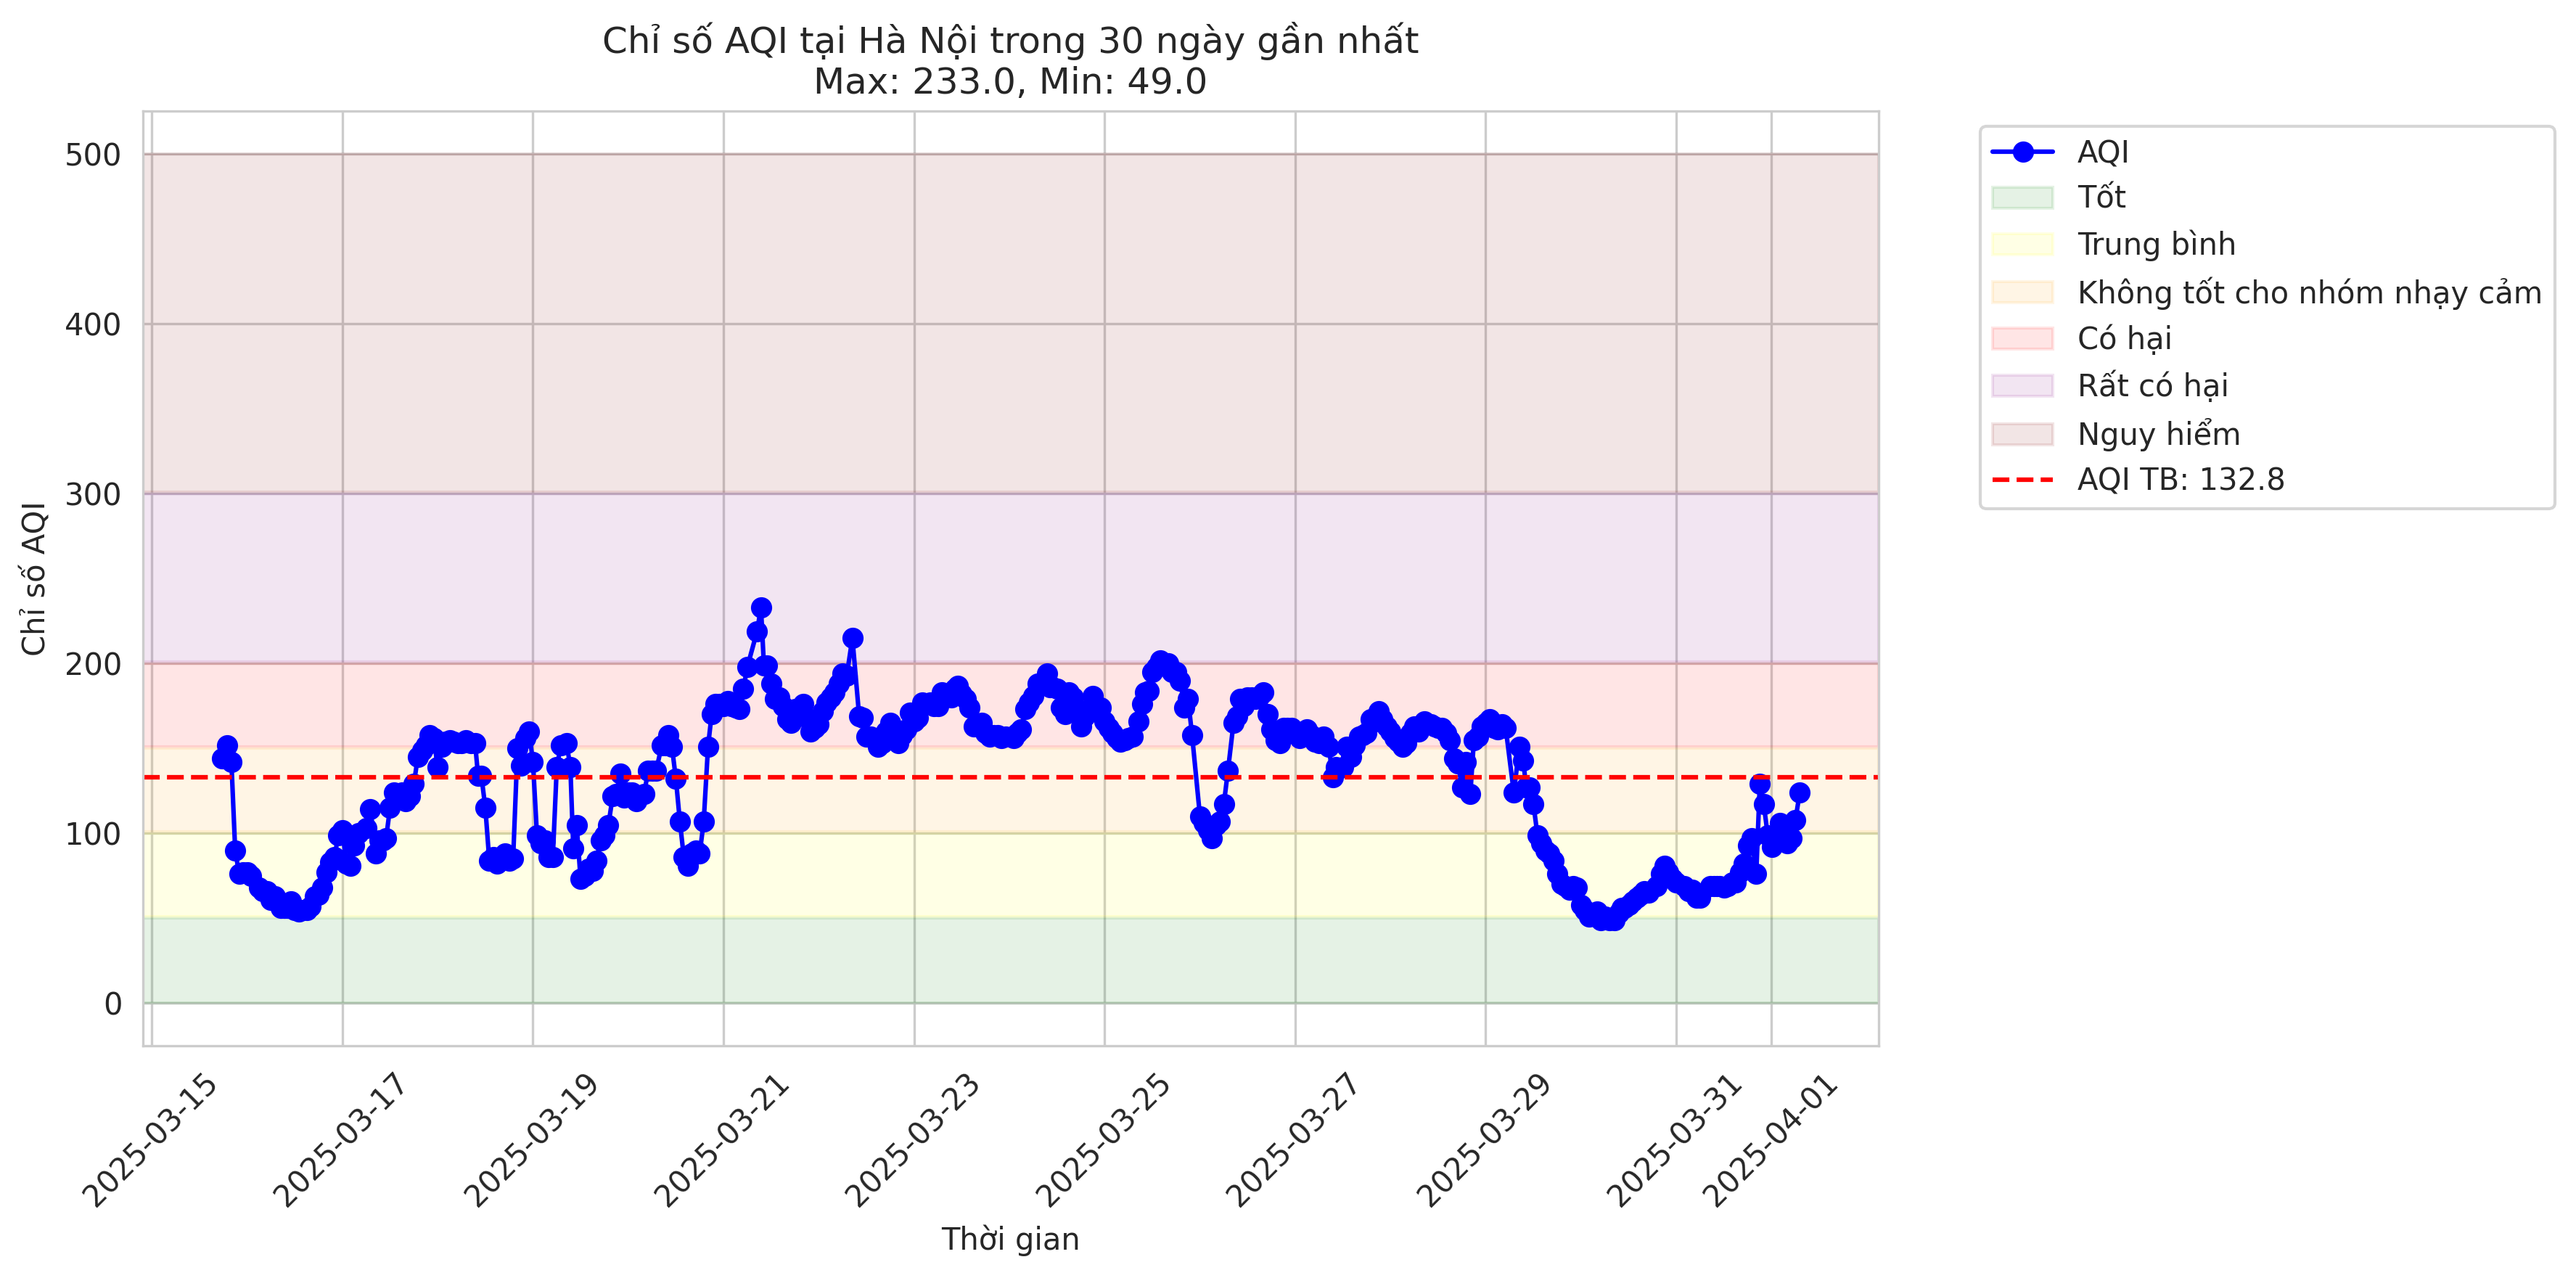 Chỉ số AQI tại Hà Nội trong 30 ngày gần nhất
Max: 233.0, Min: 49.0
Chỉ số AQI
500
400
300
200
100
0
2025-03-15
2025-03-17
2025-03-19
2025-03-21
2025-03-23
2025-03-25
2025-03-27
2025-03-29
2025-03-31
2025-04-01
Thời gian
AQI
Tốt
Trung bình
Không tốt cho nhóm nhạy cảm
Có hại
Rất có hại
Nguy hiểm
AQI TB: 132.8